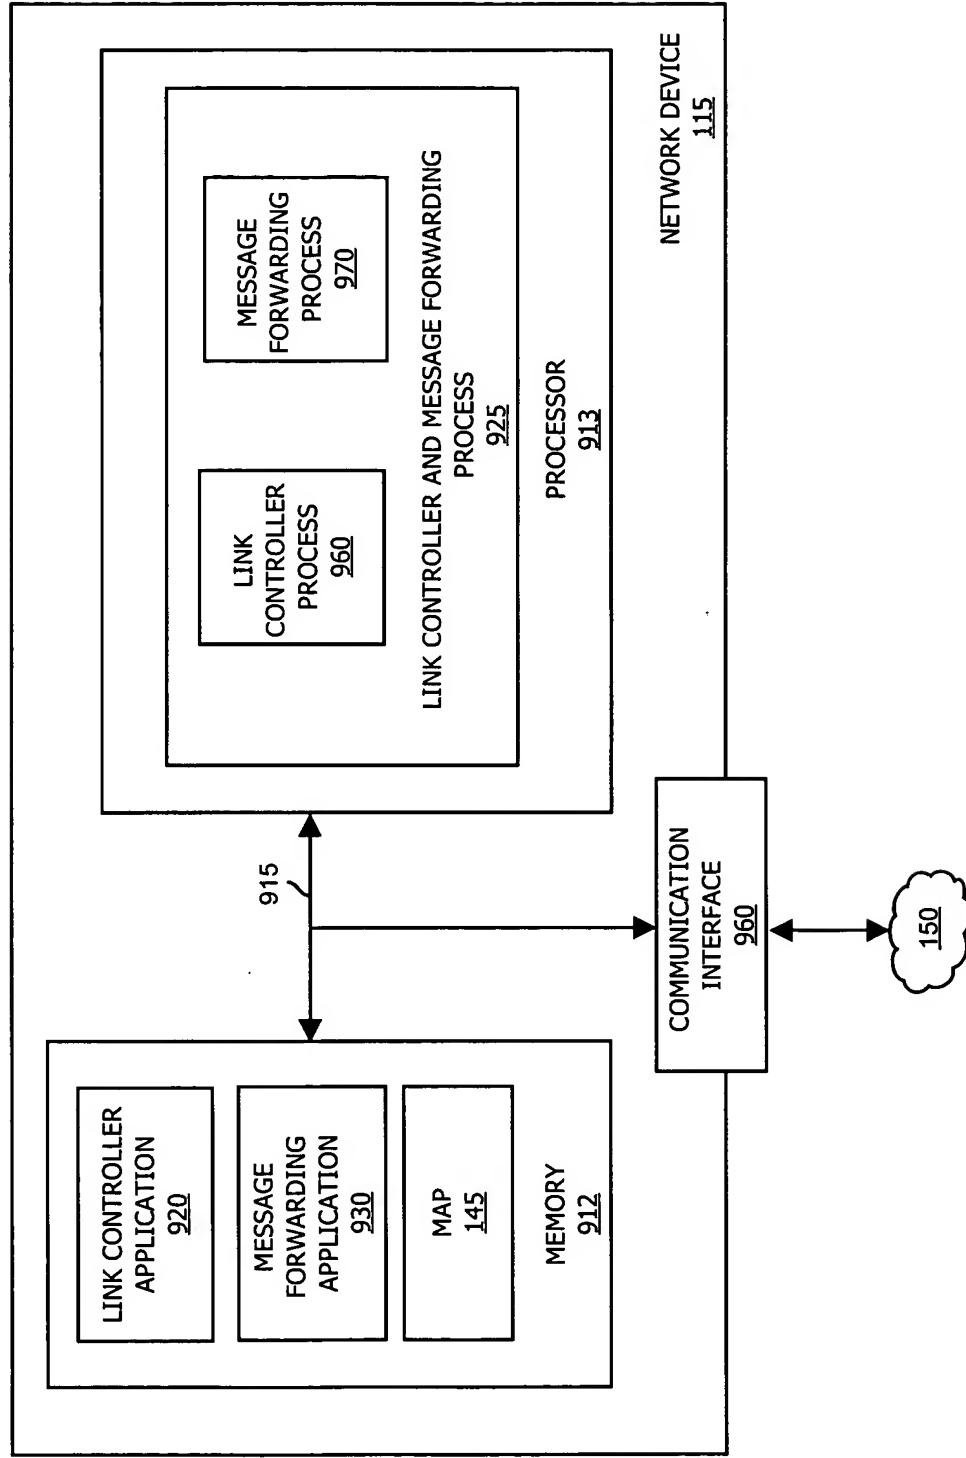 LINK CONTROLLER
APPLICATION
920
MESSAGE
FORWARDING
APPLICATION
930
MAP
145
MEMORY
912
915
LINK
CONTROLLER
PROCESS
960
MESSAGE
FORWARDING
PROCESS
970
LINK CONTROLLER AND MESSAGE FORWARDING
PROCESS
925
PROCESSOR
913
NETWORK DEVICE
115
COMMUNICATION
INTERFACE
960
150